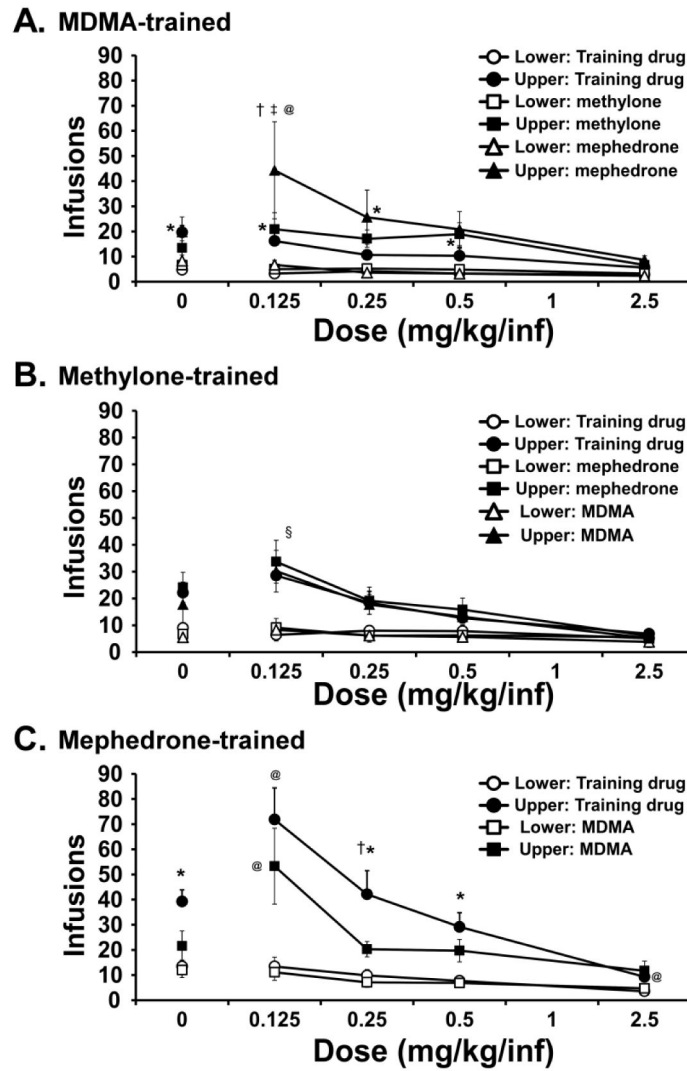 A. MDMA-trained
Infusions
90
80
70
60
50
40
30
20
10
0
† ‡ @
*
*
*
*
Lower: Training drug
Upper: Training drug
Lower: methylone
Upper: methylone
Lower: mephedrone
Upper: mephedrone
0 0.125 0.25 0.5 1 2.5
Dose (mg/kg/inf)
B. Methylone-trained
Infusions
90
80
70
60
50
40
30
20
10
0
§
Lower: Training drug
Upper: Training drug
Lower: mephedrone
Upper: mephedrone
Lower: MDMA
Upper: MDMA
0 0.125 0.25 0.5 1 2.5
Dose (mg/kg/inf)
C. Mephedrone-trained
Infusions
90
80
70
60
50
40
30
20
10
0
*
@
@
†*
*
@
Lower: Training drug
Upper: Training drug
Lower: MDMA
Upper: MDMA
0 0.125 0.25 0.5 1 2.5
Dose (mg/kg/inf)